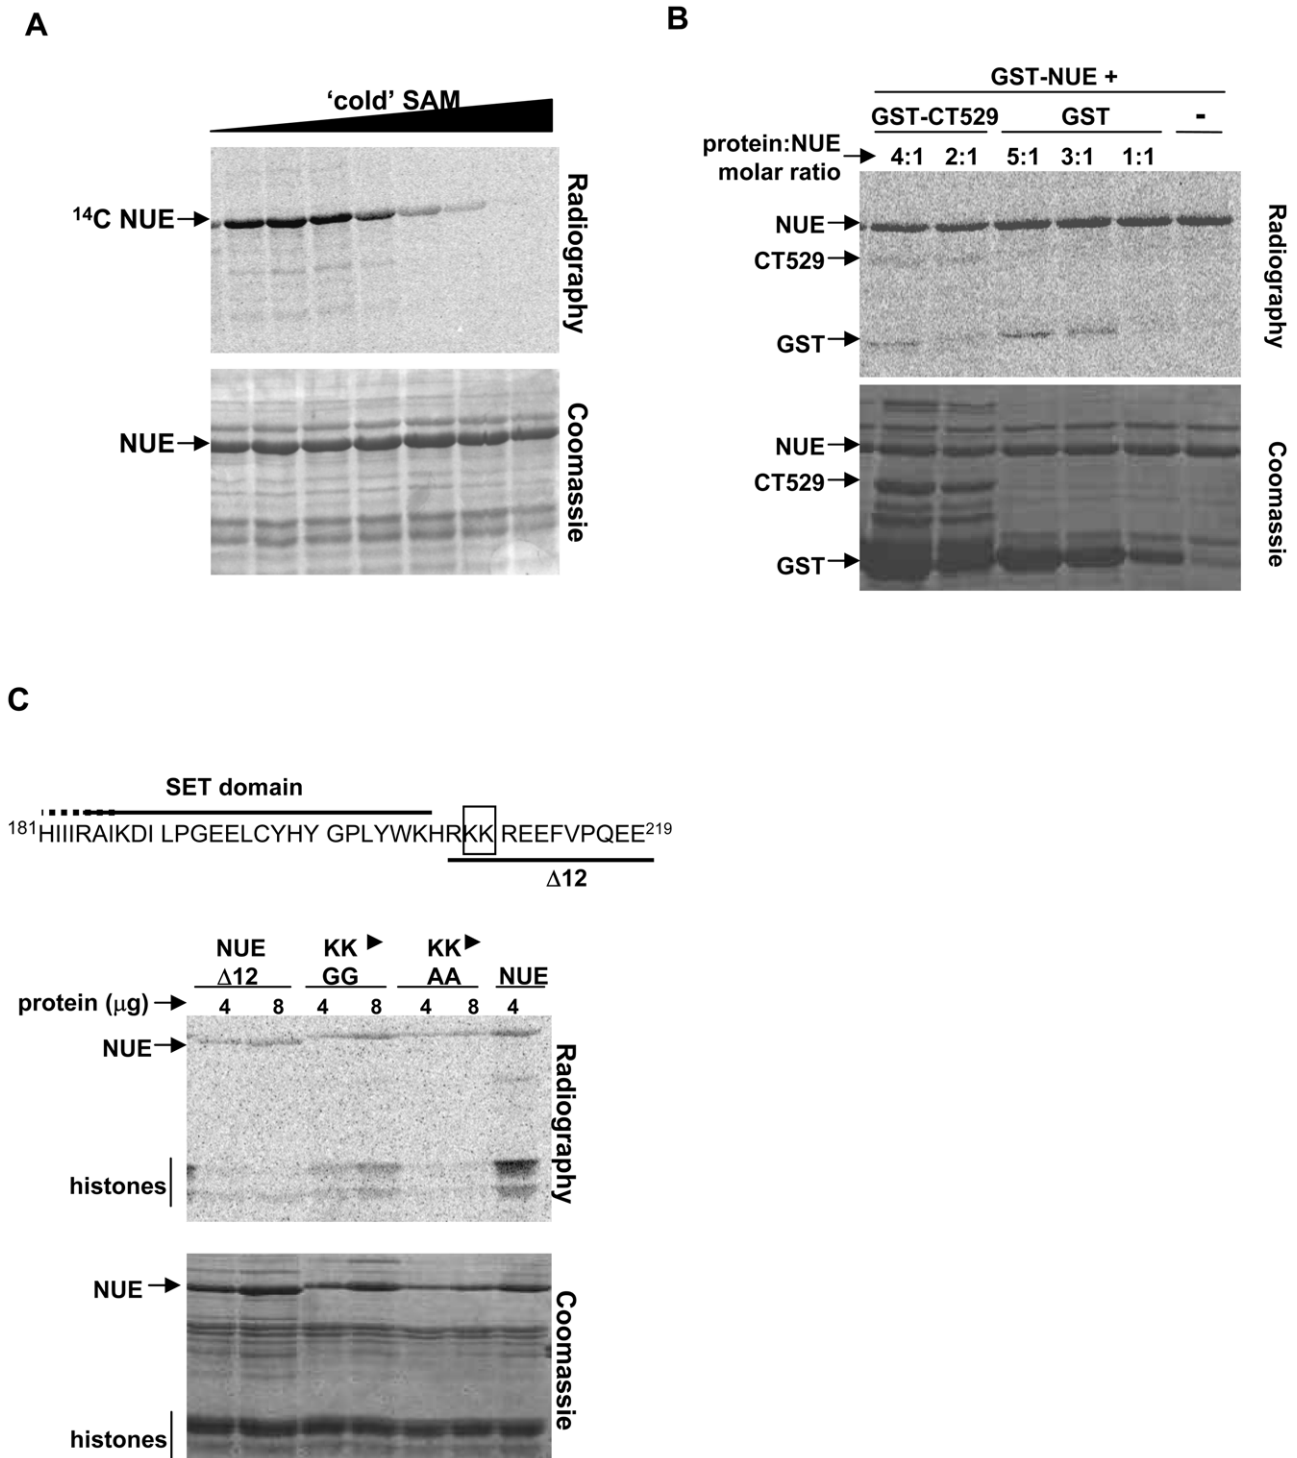 A
'cold' SAM
14C NUE
Radiography
NUE
Coomassie
B
GST-NUE +
GST-CT529 GST -
protein:NUE
molar ratio
4:1 2:1 5:1 3:1 1:1
NUE
CT529
GST
Radiography
NUE
CT529
GST
Coomassie
C
SET domain
181HIIIRAIKDI LPGEELCYHY GPLYWKHRKK REEFVPQEE219
Δ12
NUE KK KK
Δ12 GG AA NUE
protein (μg) 4 8 4 8 4 8 4
NUE
histones
Radiography
NUE
histones
Coomassie